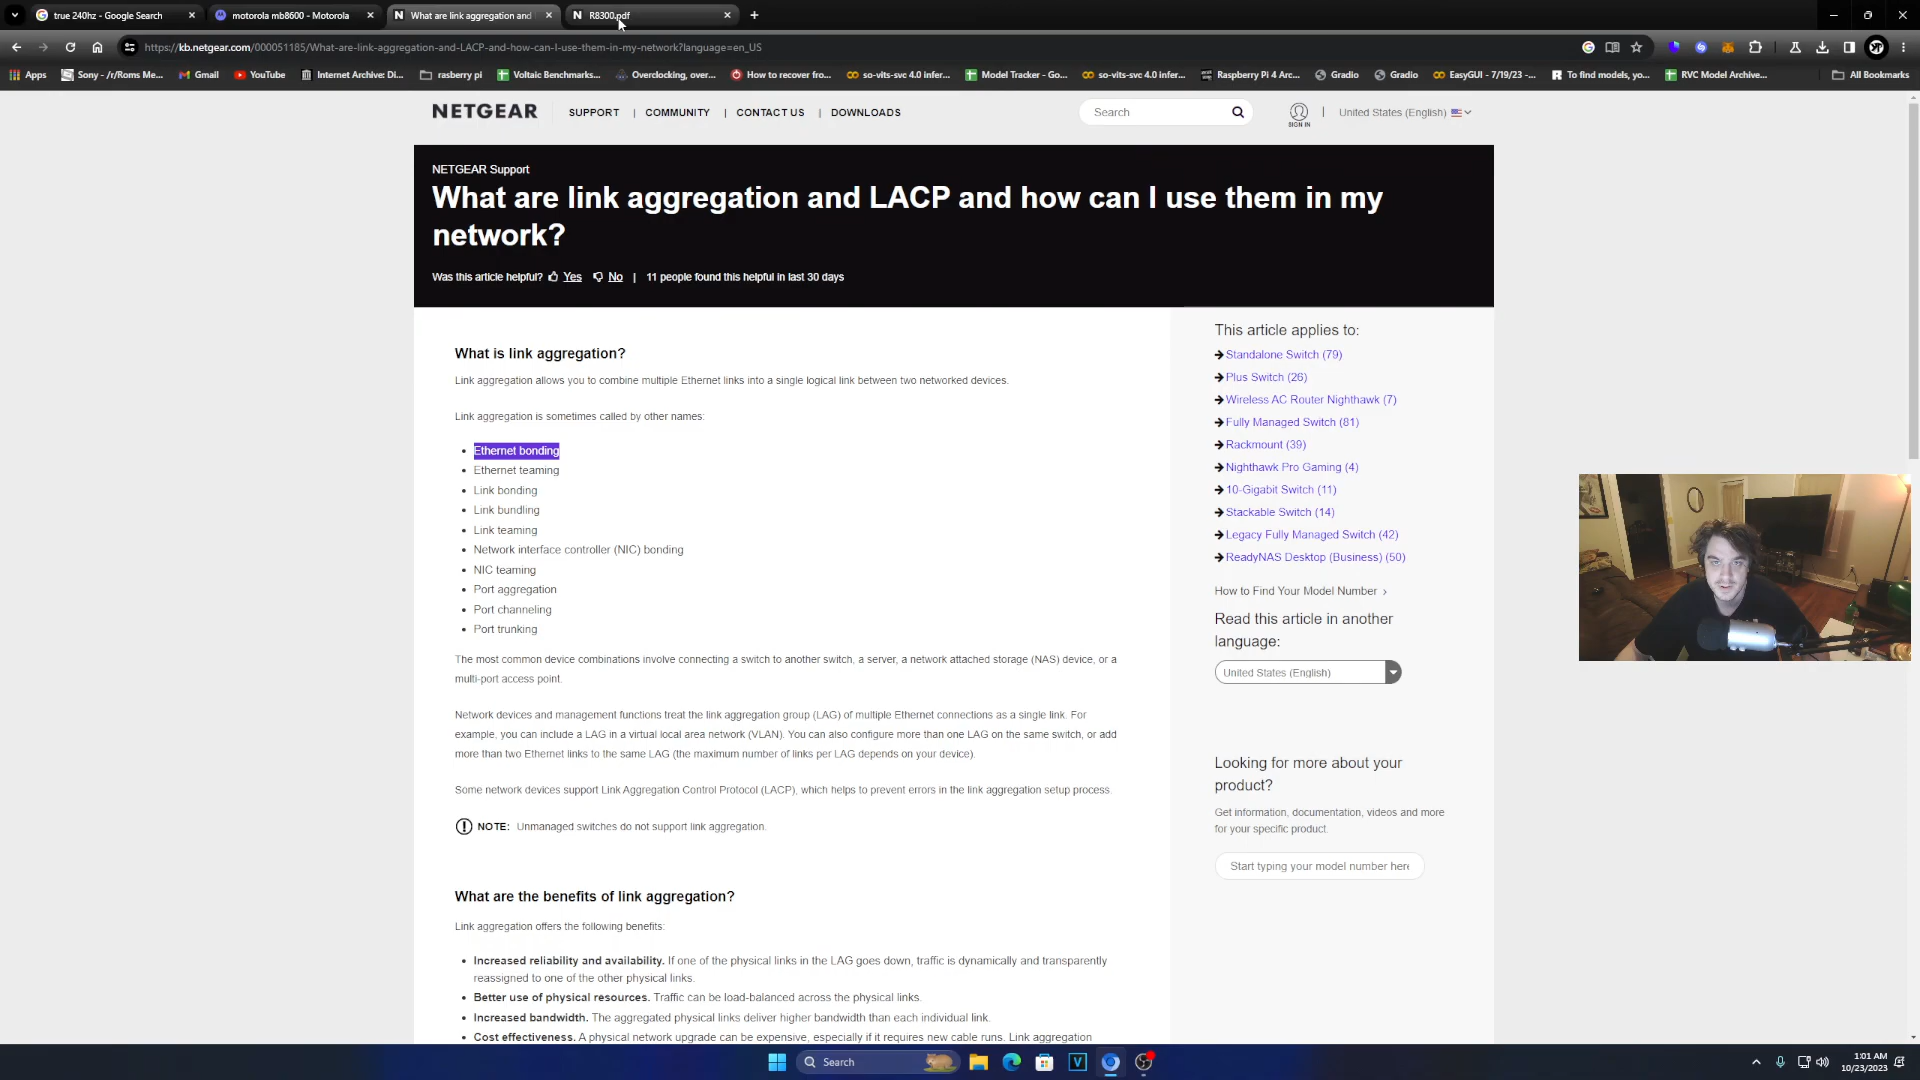 true 240hz - Google Search
motorola mb8600 - Motorola
What are link aggregation and
R8300.pdf
https://kb.netgear.com/000051185/What-are-link-aggregation-and-LACP-and-how-can-I-use-them-in-my-network?language=en_US
Apps
Sony - /r/Roms Me...
Gmail
YouTube
Internet Archive: Di...
rasberry pi
Voltaic Benchmarks...
Overclocking, over...
How to recover fro...
so-vits-svc 4.0 infer...
Model Tracker - Go...
so-vits-svc 4.0 infer...
Raspberry Pi 4 Arc...
Gradio
Gradio
EasyGUI - 7/19/23 -...
To find models, yo...
RVC Model Archive...
All Bookmarks
NETGEAR
SUPPORT | COMMUNITY | CONTACT US | DOWNLOADS
Search
SIGN IN
| United States (English)
NETGEAR Support
What are link aggregation and LACP and how can I use them in my
network?
Was this article helpful? Yes No | 11 people found this helpful in last 30 days
What is link aggregation?
Link aggregation allows you to combine multiple Ethernet links into a single logical link between two networked devices.
Link aggregation is sometimes called by other names:
• Ethernet bonding
• Ethernet teaming
• Link bonding
• Link bundling
• Link teaming
• Network interface controller (NIC) bonding
• NIC teaming
• Port aggregation
• Port channeling
• Port trunking
The most common device combinations involve connecting a switch to another switch, a server, a network attached storage (NAS) device, or a
multi-port access point.
Network devices and management functions treat the link aggregation group (LAG) of multiple Ethernet connections as a single link. For
example, you can include a LAG in a virtual local area network (VLAN). You can also configure more than one LAG on the same switch, or add
more than two Ethernet links to the same LAG (the maximum number of links per LAG depends on your device).
Some network devices support Link Aggregation Control Protocol (LACP), which helps to prevent errors in the link aggregation setup process.
NOTE: Unmanaged switches do not support link aggregation.
What are the benefits of link aggregation?
Link aggregation offers the following benefits:
• Increased reliability and availability. If one of the physical links in the LAG goes down, traffic is dynamically and transparently
reassigned to one of the other physical links.
• Better use of physical resources. Traffic can be load-balanced across the physical links.
• Increased bandwidth. The aggregated physical links deliver higher bandwidth than each individual link.
• Cost effectiveness. A physical network upgrade can be expensive, especially if it requires new cable runs. Link aggregation
This article applies to:
Standalone Switch (79)
Plus Switch (26)
Wireless AC Router Nighthawk (7)
Fully Managed Switch (81)
Rackmount (39)
Nighthawk Pro Gaming (4)
10-Gigabit Switch (11)
Stackable Switch (14)
Legacy Fully Managed Switch (42)
ReadyNAS Desktop (Business) (50)
How to Find Your Model Number ›
Read this article in another
language:
United States (English)
Looking for more about your
product?
Get information, documentation, videos and more
for your specific product.
Start typing your model number here
Search
1:01 AM
10/23/2023